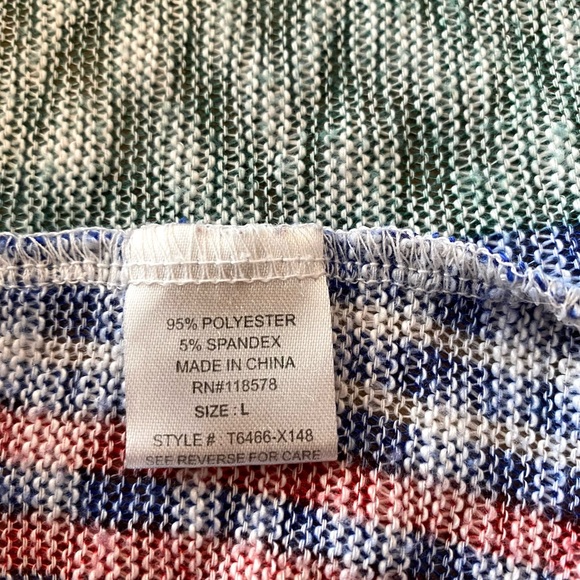 95% POLYESTER
5% SPANDEX
MADE IN CHINA
RN#118578
SIZE : L
STYLE # : T6466-X148
SEE REVERSE FOR CARE